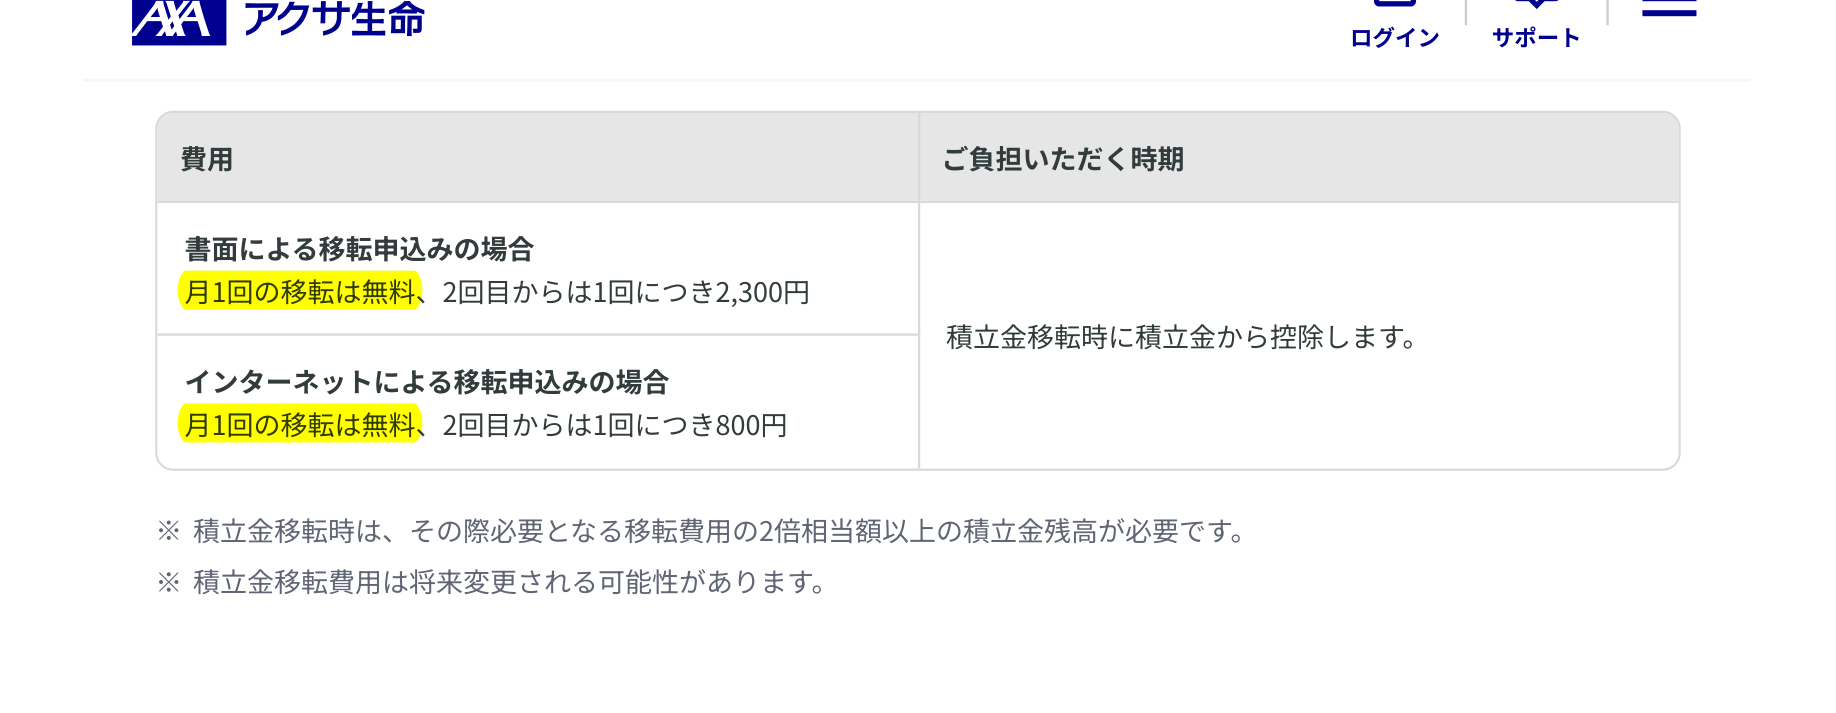 AXA アクサ生命
ログイン
サポート
費用
ご負担いただく時期
書面による移転申込みの場合
月1回の移転は無料、2回目からは1回につき2,300円
積立金移転時に積立金から控除します。
インターネットによる移転申込みの場合
月1回の移転は無料、2回目からは1回につき800円
※ 積立金移転時は、その際必要となる移転費用の2倍相当額以上の積立金残高が必要です。
※ 積立金移転費用は将来変更される可能性があります。